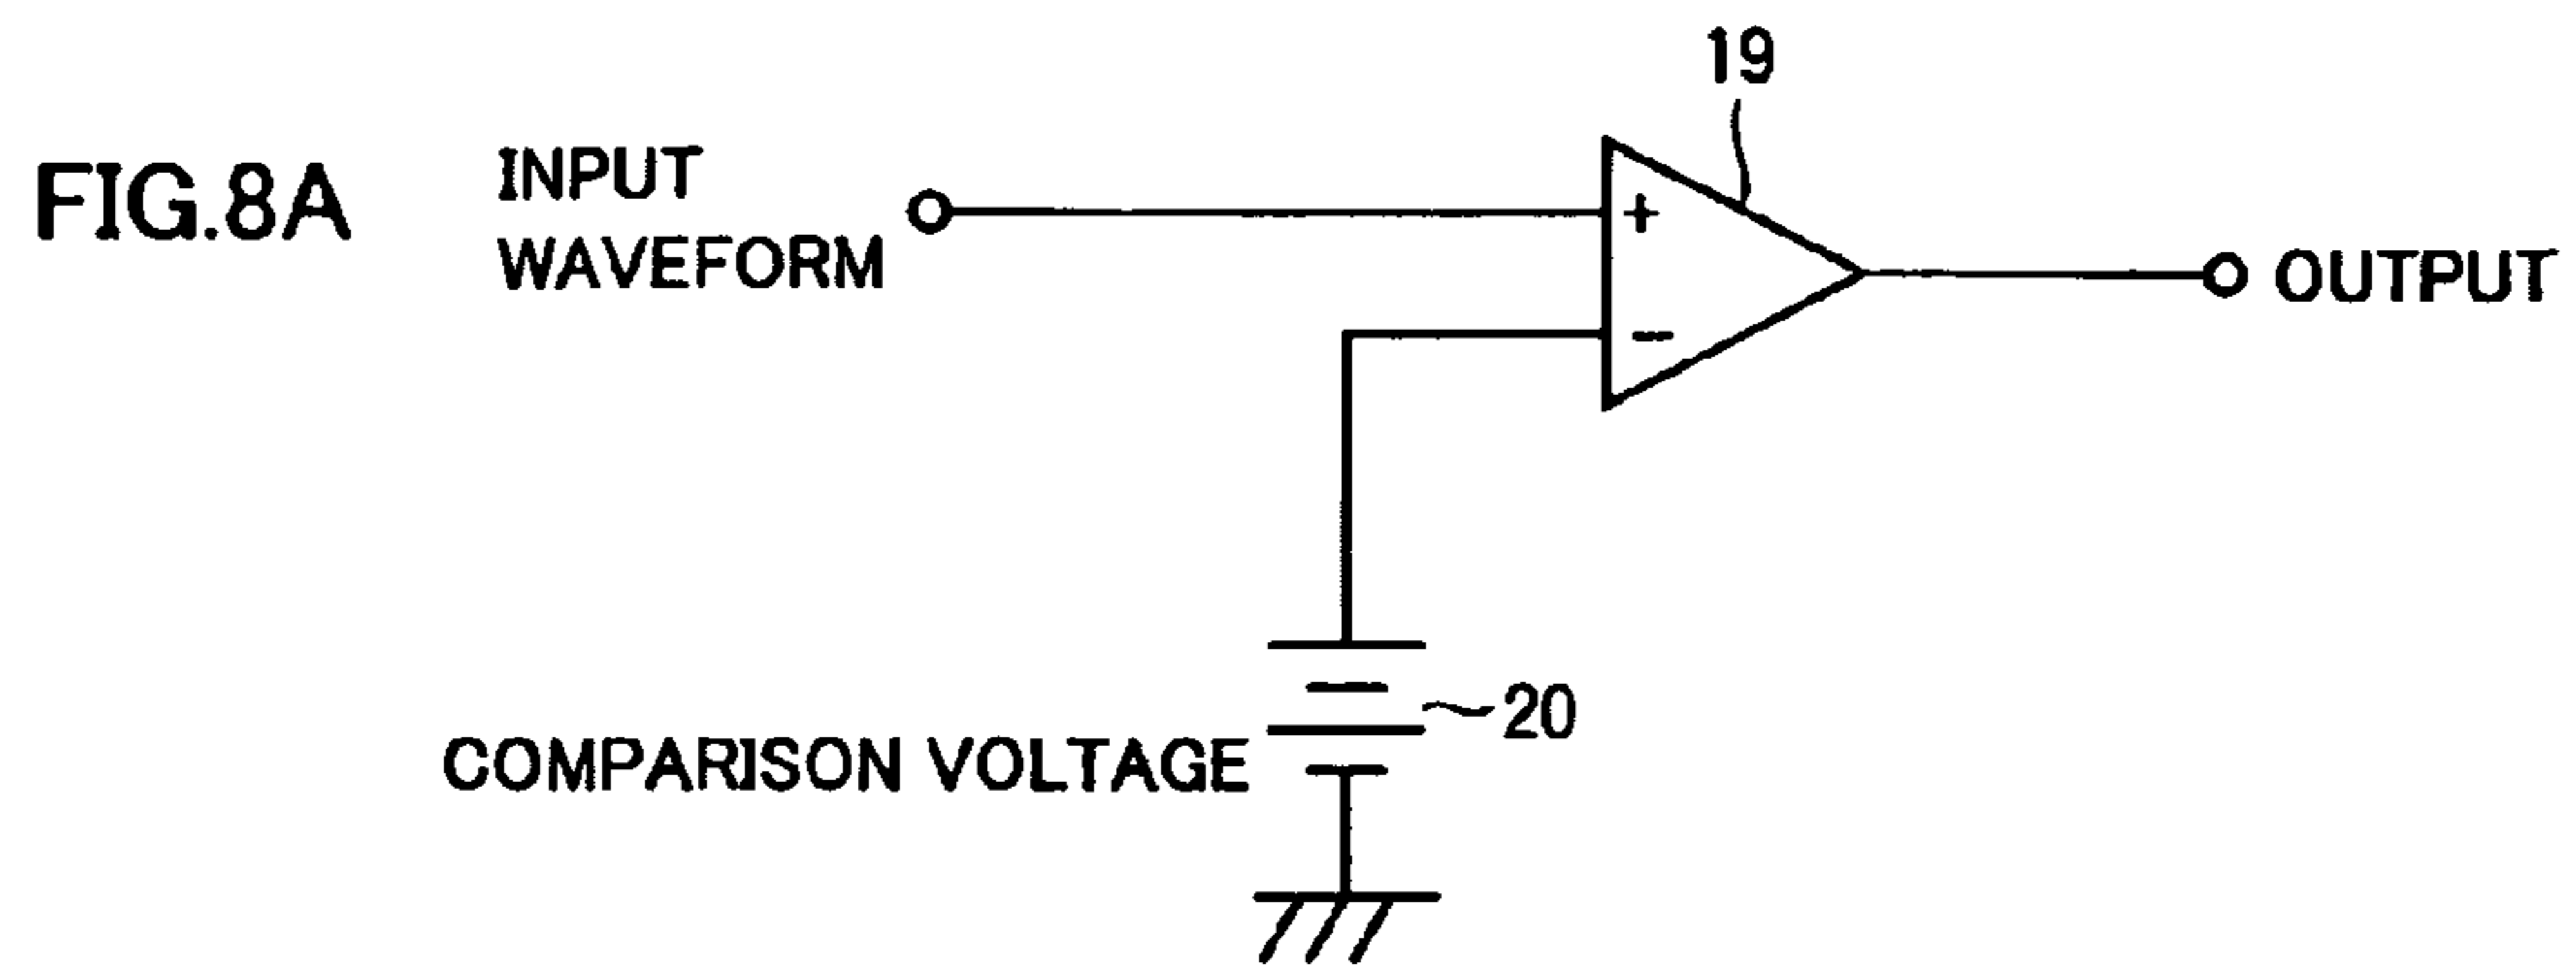 19
FIG.8A
INPUT
WAVEFORM
+
-
OUTPUT
20
COMPARISON VOLTAGE